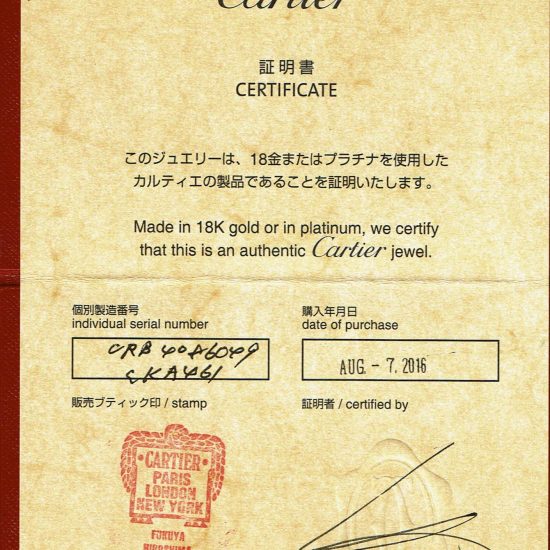 Cartier
証明書
CERTIFICATE
このジュエリーは、18金またはプラチナを使用した
カルティエの製品であることを証明いたします。
Made in 18K gold or in platinum, we certify
that this is an authentic Cartier jewel.
個別製造番号
individual serial number
CRB 40A6049
CKA461
購入年月日
date of purchase
AUG. - 7. 2016
販売ブティック印 / stamp
証明者 / certified by
CARTIER
PARIS
LONDON
NEW YORK
FUKUYA
HIROSHIMA